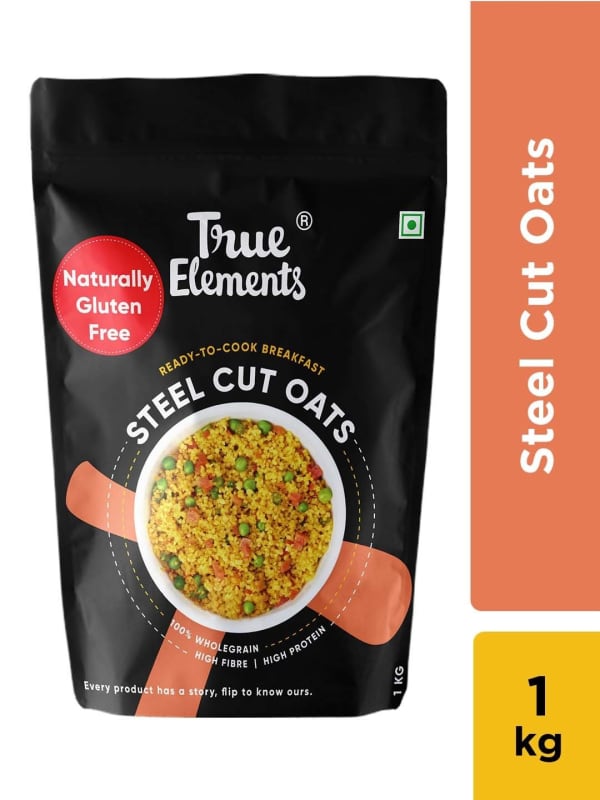 True ®
Elements
Naturally
Gluten
Free
READY-TO-COOK BREAKFAST
STEEL CUT OATS
100% WHOLEGRAIN
HIGH FIBRE | HIGH PROTEIN
Every product has a story, flip to know ours.
1 KG
Steel Cut Oats
1
kg